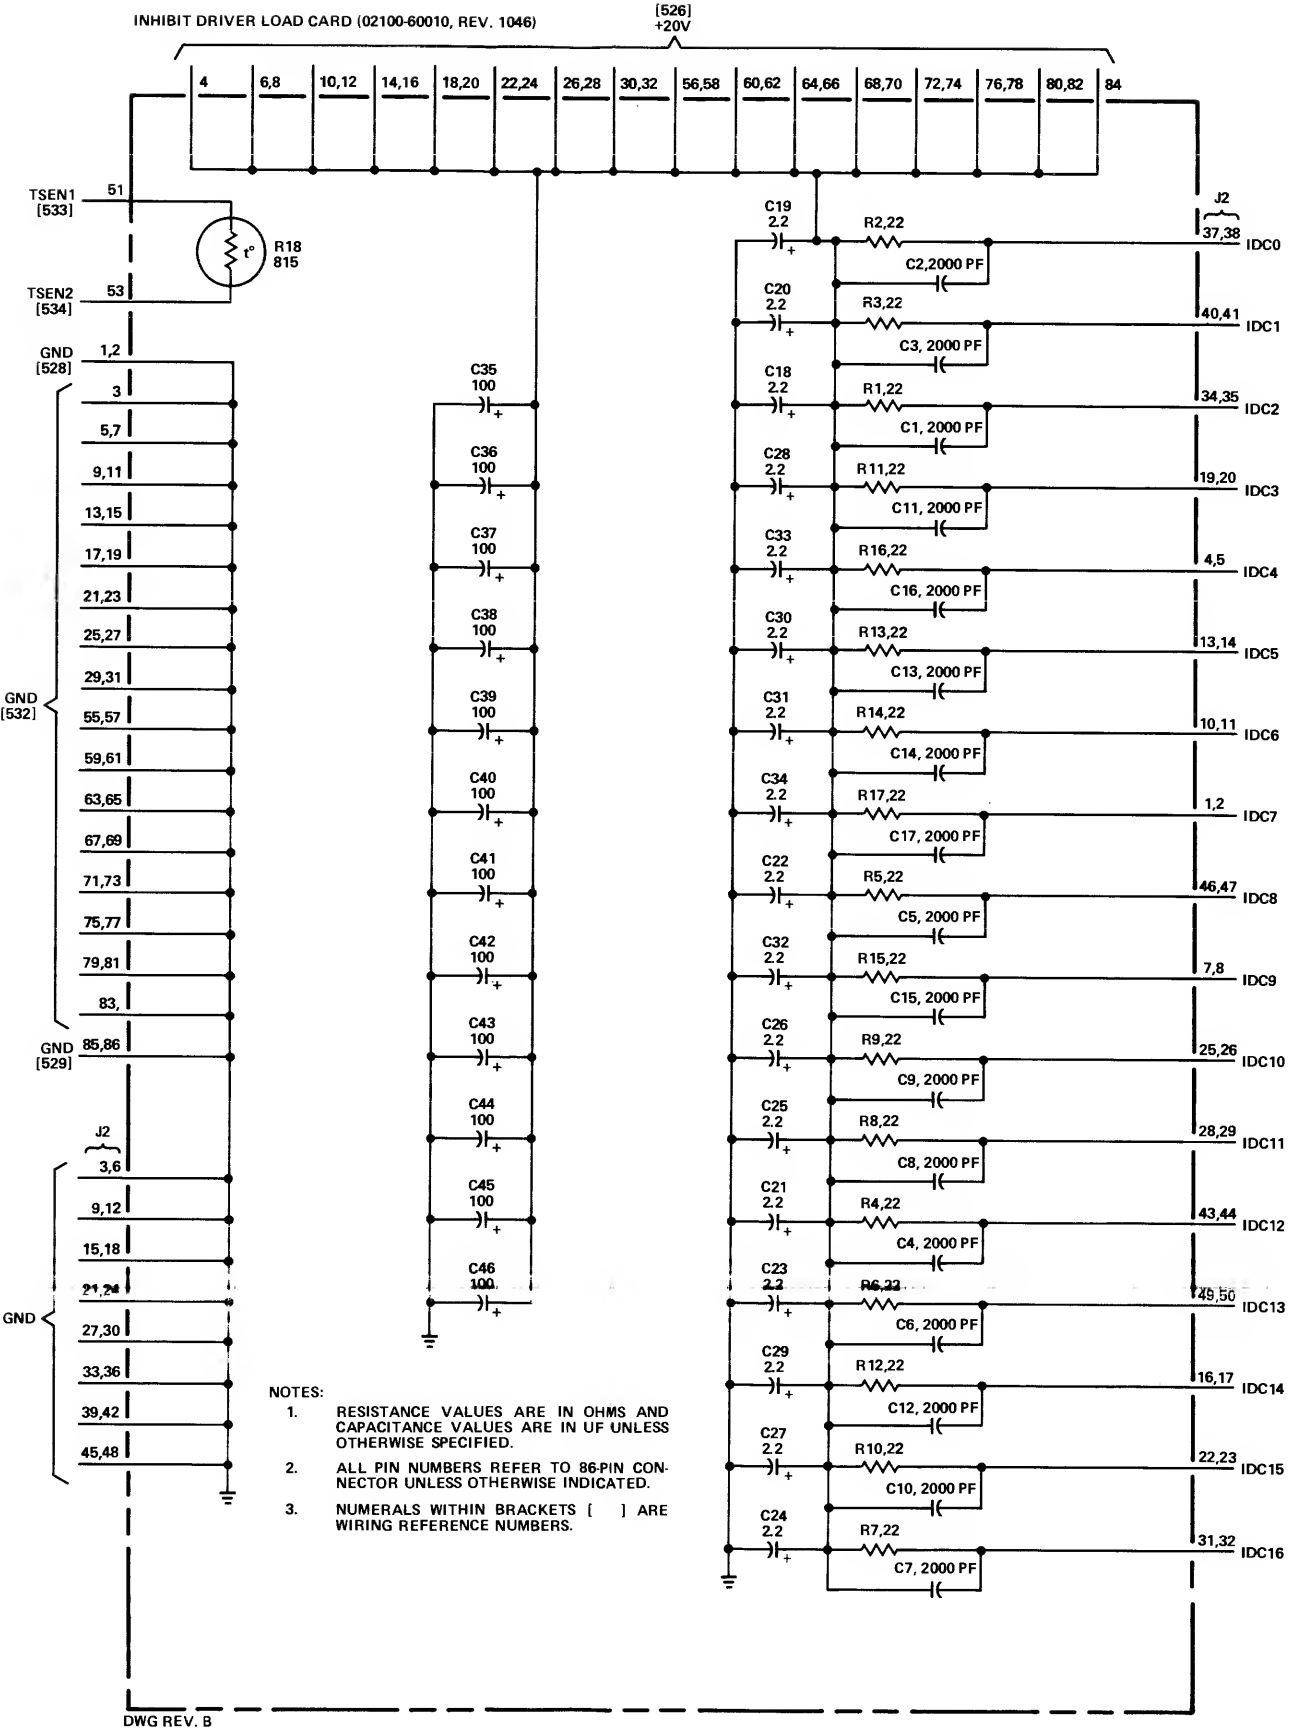 INHIBIT DRIVER LOAD CARD (02100-60010, REV. 1046)
[526]
+20V
4 6,8 10,12 14,16 18,20 22,24 26,28 30,32 56,58 60,62 64,66 68,70 72,74 76,78 80,82 84
TSEN1
[533]
51
R18
815
t°
TSEN2
[534]
53
GND
[528]
1,2
GND
[532]
3
5,7
9,11
13,15
17,19
21,23
25,27
29,31
55,57
59,61
63,65
67,69
71,73
75,77
79,81
83,
GND
[529]
85,86
J2
GND
3,6
9,12
15,18
21,24
27,30
33,36
39,42
45,48
C35
100
+
C36
100
+
C37
100
+
C38
100
+
C39
100
+
C40
100
+
C41
100
+
C42
100
+
C43
100
+
C44
100
+
C45
100
+
C46
100
+
J2
C19
2.2
+
R2,22
C2,2000 PF
37,38
IDC0
C20
2.2
+
R3,22
C3, 2000 PF
40,41
IDC1
C18
2.2
+
R1,22
C1, 2000 PF
34,35
IDC2
C28
2.2
+
R11,22
C11, 2000 PF
19,20
IDC3
C33
2.2
+
R16,22
C16, 2000 PF
4,5
IDC4
C30
2.2
+
R13,22
C13, 2000 PF
13,14
IDC5
C31
2.2
+
R14,22
C14, 2000 PF
10,11
IDC6
C34
2.2
+
R17,22
C17, 2000 PF
1,2
IDC7
C22
2.2
+
R5,22
C5, 2000 PF
46,47
IDC8
C32
2.2
+
R15,22
C15, 2000 PF
7,8
IDC9
C26
2.2
+
R9,22
C9, 2000 PF
25,26
IDC10
C25
2.2
+
R8,22
C8, 2000 PF
28,29
IDC11
C21
2.2
+
R4,22
C4, 2000 PF
43,44
IDC12
C23
2.2
+
R6,22
C6, 2000 PF
49,50
IDC13
C29
2.2
+
R12,22
C12, 2000 PF
16,17
IDC14
C27
2.2
+
R10,22
C10, 2000 PF
22,23
IDC15
C24
2.2
+
R7,22
C7, 2000 PF
31,32
IDC16
NOTES:
1. RESISTANCE VALUES ARE IN OHMS AND
CAPACITANCE VALUES ARE IN UF UNLESS
OTHERWISE SPECIFIED.
2. ALL PIN NUMBERS REFER TO 86-PIN CON-
NECTOR UNLESS OTHERWISE INDICATED.
3. NUMERALS WITHIN BRACKETS [ ] ARE
WIRING REFERENCE NUMBERS.
DWG REV. B